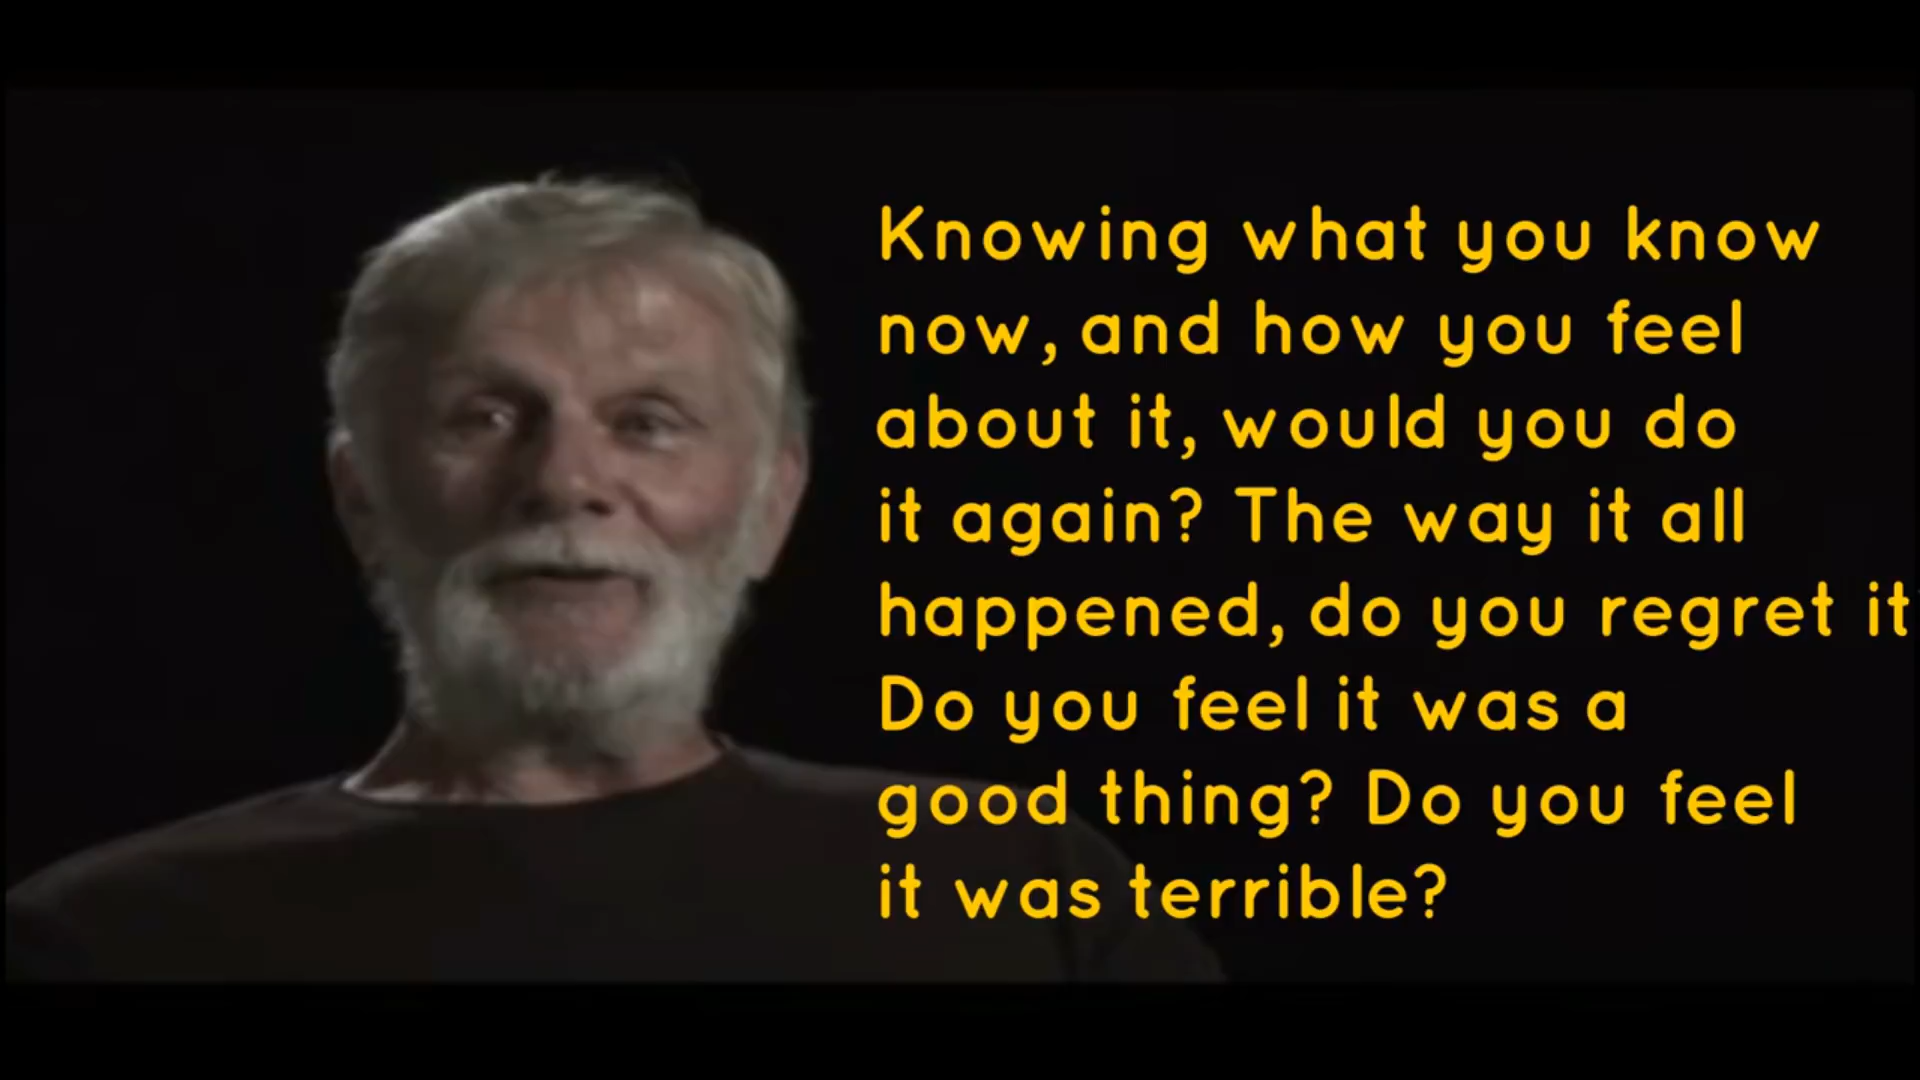 Knowing what you know
now, and how you feel
about it, would you do
it again? The way it all
happened, do you regret it
Do you feel it was a
good thing? Do you feel
it was terrible?